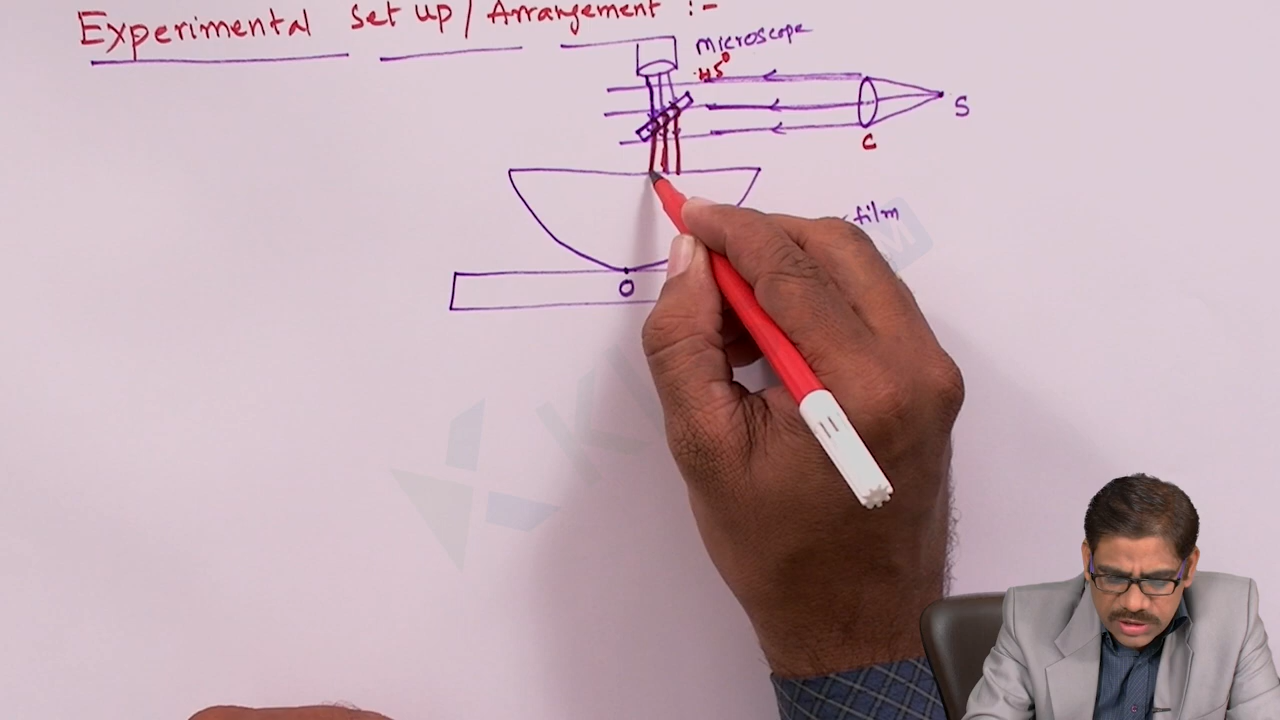 Experimental Set up / Arrangement :-
microscope
45°
S
C
film
O